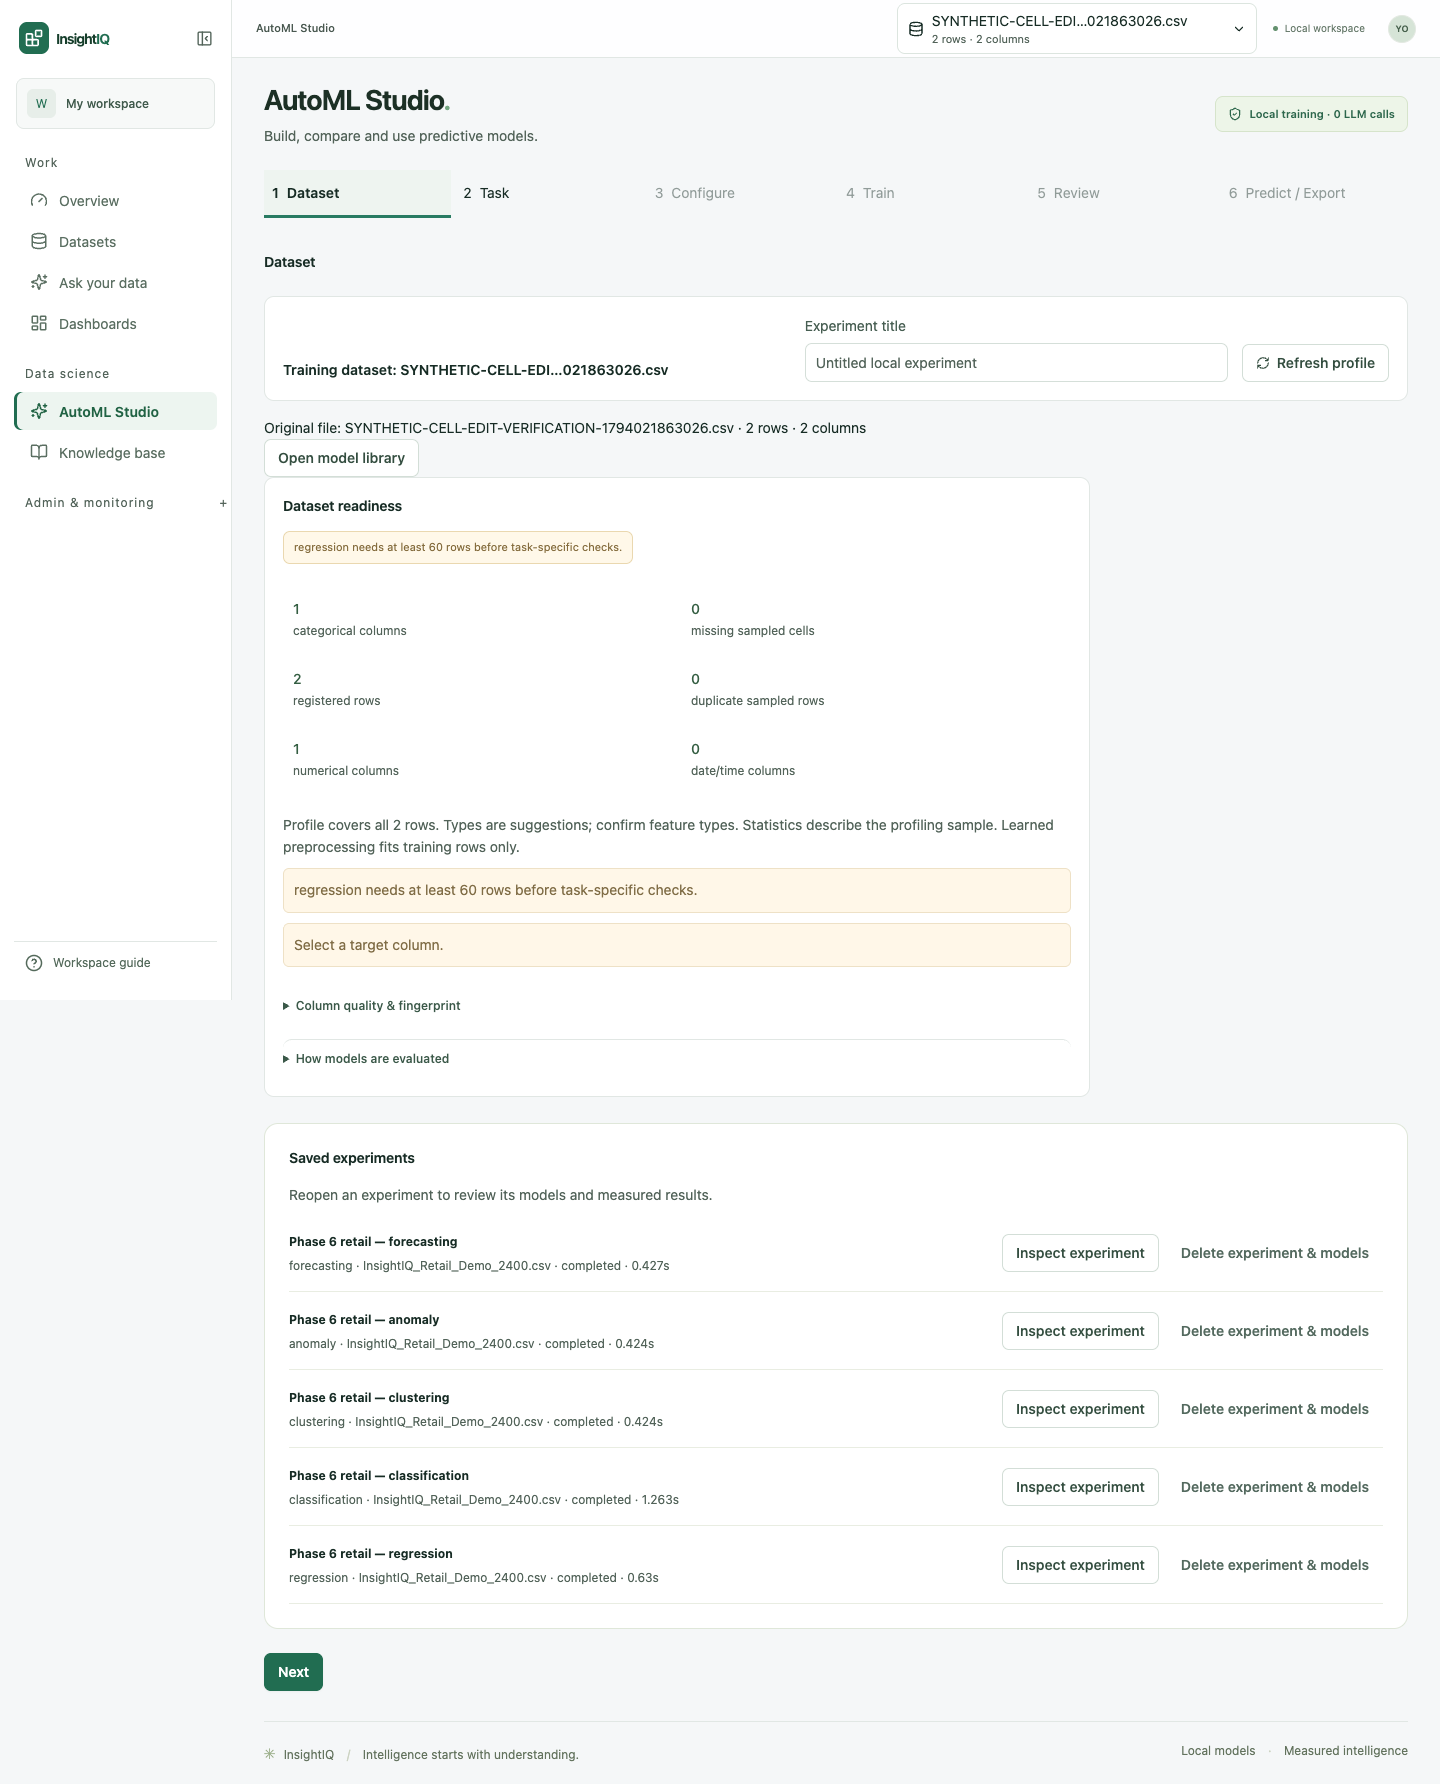 InsightIQ
W My workspace
Work
Overview
Datasets
Ask your data
Dashboards
Data science
AutoML Studio
Knowledge base
Admin & monitoring +
Workspace guide
AutoML Studio
SYNTHETIC-CELL-EDI...021863026.csv
2 rows · 2 columns
Local workspace
YO
AutoML Studio.
Build, compare and use predictive models.
Local training · 0 LLM calls
1 Dataset
2 Task
3 Configure
4 Train
5 Review
6 Predict / Export
Dataset
Training dataset: SYNTHETIC-CELL-EDI...021863026.csv
Experiment title
Untitled local experiment
Refresh profile
Original file: SYNTHETIC-CELL-EDIT-VERIFICATION-1794021863026.csv · 2 rows · 2 columns
Open model library
Dataset readiness
regression needs at least 60 rows before task-specific checks.
1
categorical columns
0
missing sampled cells
2
registered rows
0
duplicate sampled rows
1
numerical columns
0
date/time columns
Profile covers all 2 rows. Types are suggestions; confirm feature types. Statistics describe the profiling sample. Learned
preprocessing fits training rows only.
regression needs at least 60 rows before task-specific checks.
Select a target column.
Column quality & fingerprint
How models are evaluated
Saved experiments
Reopen an experiment to review its models and measured results.
Phase 6 retail — forecasting
forecasting · InsightIQ_Retail_Demo_2400.csv · completed · 0.427s
Inspect experiment
Delete experiment & models
Phase 6 retail — anomaly
anomaly · InsightIQ_Retail_Demo_2400.csv · completed · 0.424s
Inspect experiment
Delete experiment & models
Phase 6 retail — clustering
clustering · InsightIQ_Retail_Demo_2400.csv · completed · 0.424s
Inspect experiment
Delete experiment & models
Phase 6 retail — classification
classification · InsightIQ_Retail_Demo_2400.csv · completed · 1.263s
Inspect experiment
Delete experiment & models
Phase 6 retail — regression
regression · InsightIQ_Retail_Demo_2400.csv · completed · 0.63s
Inspect experiment
Delete experiment & models
Next
InsightIQ / Intelligence starts with understanding.
Local models · Measured intelligence